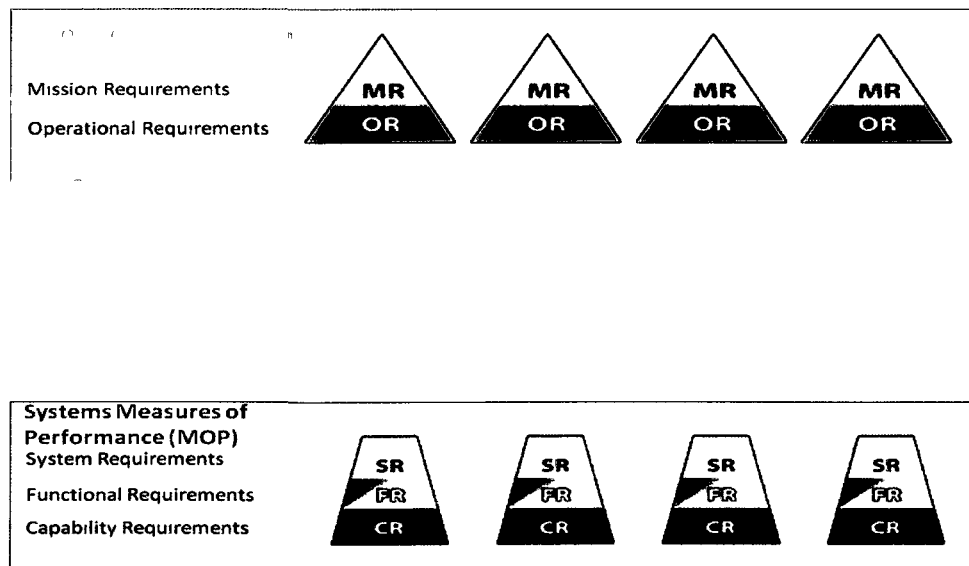 MR MR MR MR
Mission Requirements
OR OR OR OR
Operational Requirements
Systems Measures of
Performance (MOP)
System Requirements
SR SR SR SR
Functional Requirements
FR FR FR FR
Capability Requirements
CR CR CR CR